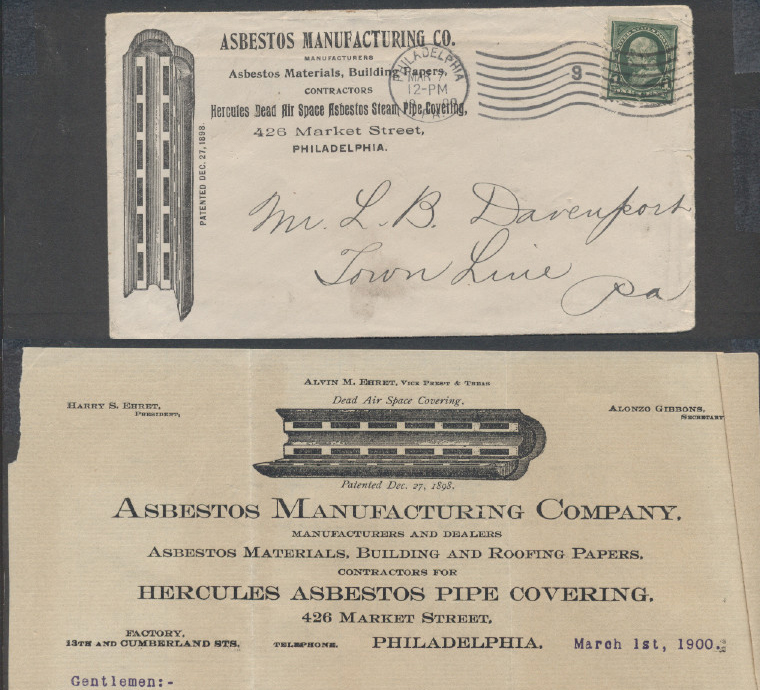 ASBESTOS MANUFACTURING CO.
MANUFACTURERS
Asbestos Materials, Building Papers,
CONTRACTORS
Hercules Dead Air Space Asbestos Steam Pipe Covering,
426 Market Street,
PHILADELPHIA.
PATENTED DEC. 27, 1898.
PHILADELPHIA
MAR 7
12-PM
9
Mr. L. B. Davenport
Town Line
Pa
ALVIN M. EHRET, VICE PREST & TREAS
HARRY S. EHRET,
PRESIDENT,
Dead Air Space Covering,
ALONZO GIBBONS,
SECRETARY
Patented Dec. 27, 1898.
ASBESTOS MANUFACTURING COMPANY,
MANUFACTURERS AND DEALERS
ASBESTOS MATERIALS, BUILDING AND ROOFING PAPERS,
CONTRACTORS FOR
HERCULES ASBESTOS PIPE COVERING,
426 MARKET STREET,
FACTORY,
13TH AND CUMBERLAND STS.
TELEPHONE.
PHILADELPHIA.
March 1st, 1900.
Gentlemen:-